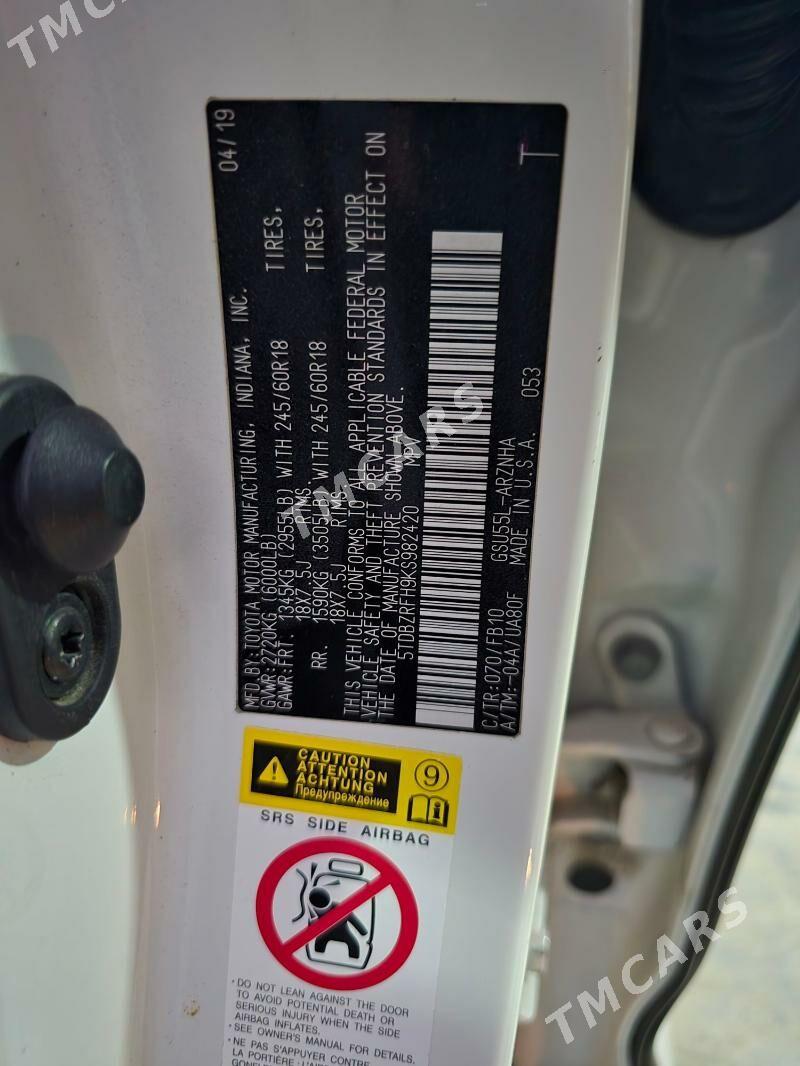 TMCARS
MFD.BY:TOYOTA MOTOR MANUFACTURING, INDIANA, INC. 04/19
GVWR:2720KG (6000LB)
GAWR:FRT. 1345KG (2955LB) WITH 245/60R18 TIRES,
18X7.5J RIMS,
RR. 1590KG (3505LB) WITH 245/60R18 TIRES,
18X7.5J RIMS.
THIS VEHICLE CONFORMS TO ALL APPLICABLE FEDERAL MOTOR
VEHICLE SAFETY AND THEFT PREVENTION STANDARDS IN EFFECT ON
THE DATE OF MANUFACTURE SHOWN ABOVE.
5TDBZRFH9KS982420 MPV
C/TR:070/FB10 GSU55L-ARZNHA
A/TM:-04A/UA80F MADE IN U.S.A. 053
T
TMCARS
CAUTION
ATTENTION
ACHTUNG
Предупреждение
9
SRS SIDE AIRBAG
• DO NOT LEAN AGAINST THE DOOR
TO AVOID POTENTIAL DEATH OR
SERIOUS INJURY WHEN THE SIDE
AIRBAG INFLATES.
• SEE OWNER'S MANUAL FOR DETAILS.
• NE PAS S'APPUYER CONTRE
LA PORTIÈRE:
TMCARS